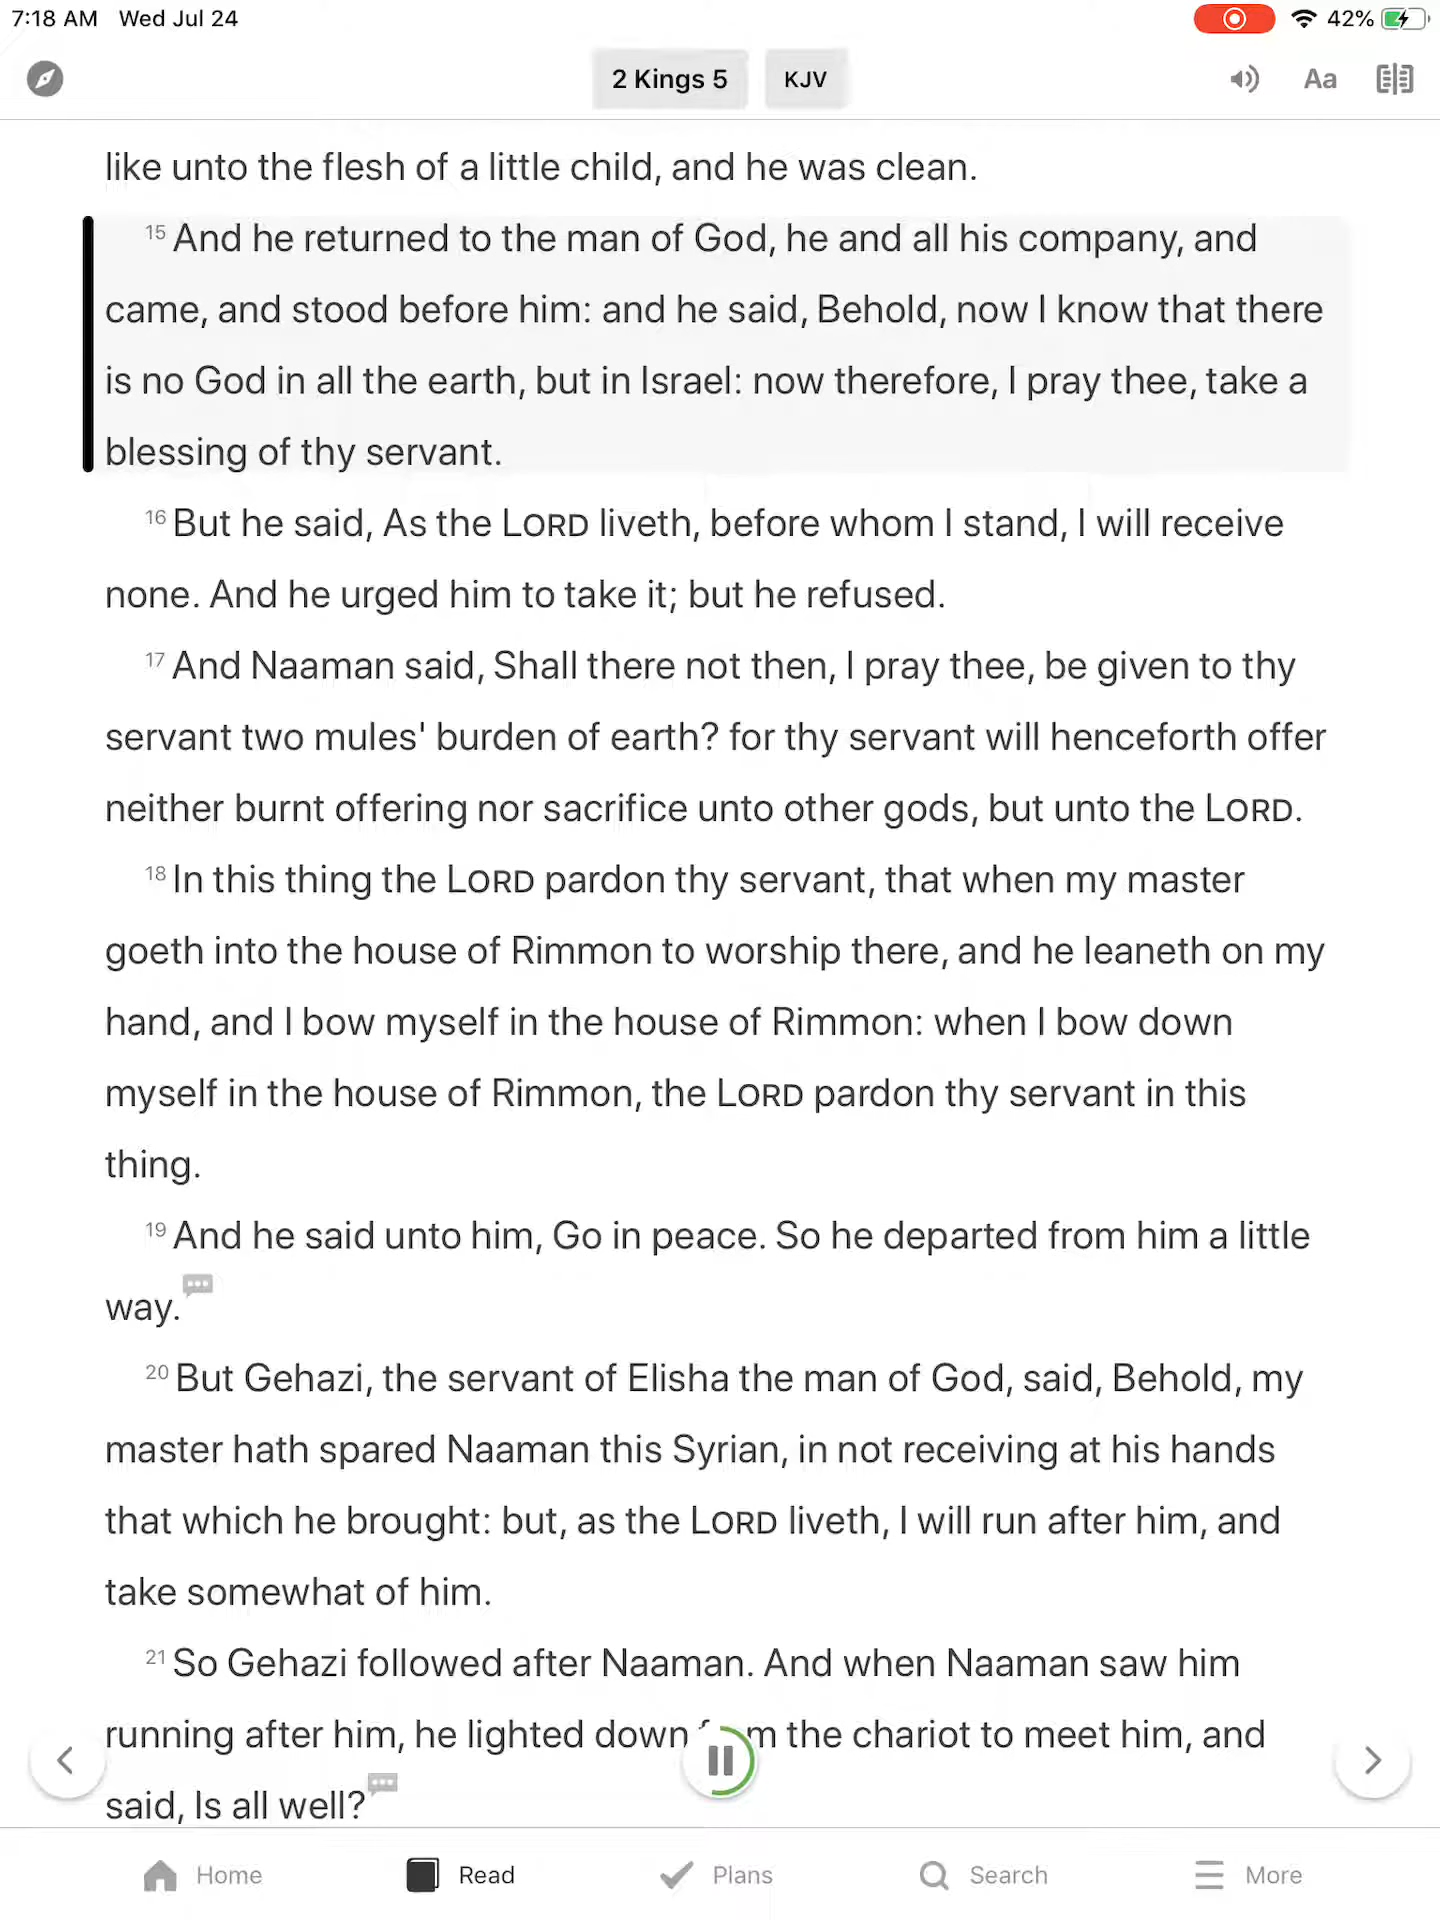 7:18 AM Wed Jul 24 42%
2 Kings 5 KJV Aa
like unto the flesh of a little child, and he was clean.
15 And he returned to the man of God, he and all his company, and
came, and stood before him: and he said, Behold, now I know that there
is no God in all the earth, but in Israel: now therefore, I pray thee, take a
blessing of thy servant.
16 But he said, As the LORD liveth, before whom I stand, I will receive
none. And he urged him to take it; but he refused.
17 And Naaman said, Shall there not then, I pray thee, be given to thy
servant two mules' burden of earth? for thy servant will henceforth offer
neither burnt offering nor sacrifice unto other gods, but unto the LORD.
18 In this thing the LORD pardon thy servant, that when my master
goeth into the house of Rimmon to worship there, and he leaneth on my
hand, and I bow myself in the house of Rimmon: when I bow down
myself in the house of Rimmon, the LORD pardon thy servant in this
thing.
19 And he said unto him, Go in peace. So he departed from him a little
way.
20 But Gehazi, the servant of Elisha the man of God, said, Behold, my
master hath spared Naaman this Syrian, in not receiving at his hands
that which he brought: but, as the LORD liveth, I will run after him, and
take somewhat of him.
21 So Gehazi followed after Naaman. And when Naaman saw him
running after him, he lighted down the chariot to meet him, and
said, Is all well?
Home Read Plans Search More